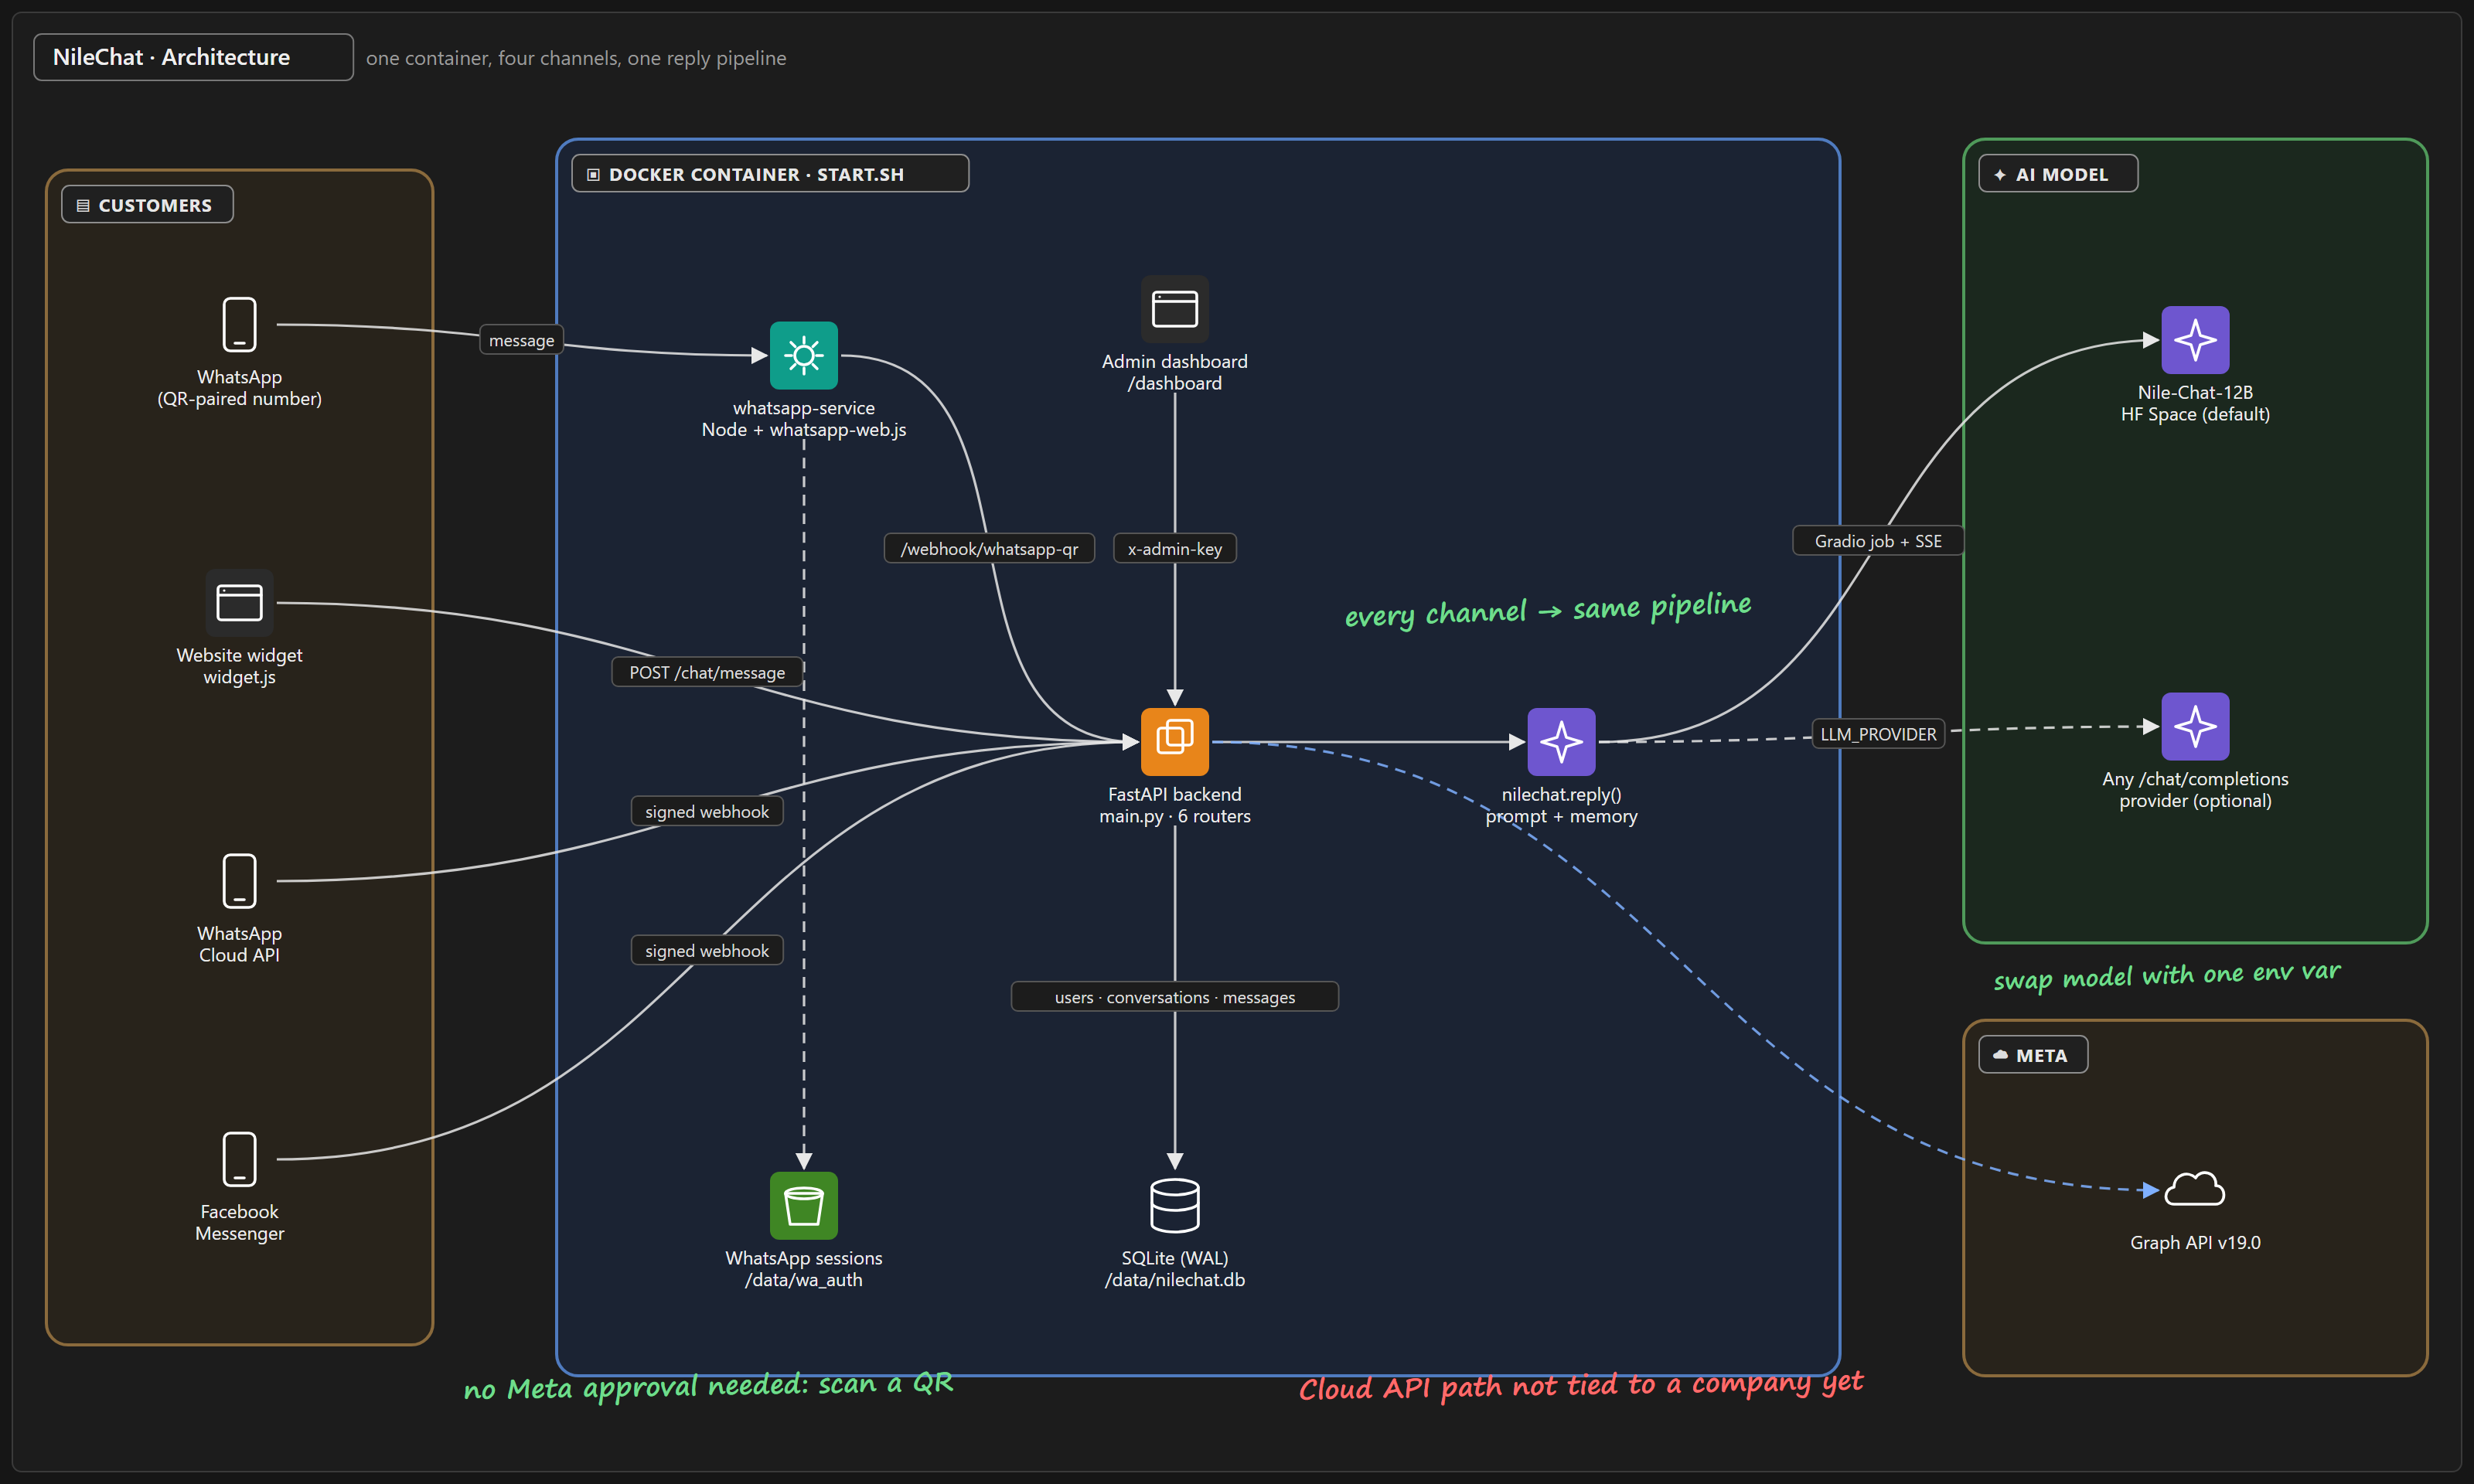 NileChat · Architecture
one container, four channels, one reply pipeline
CUSTOMERS
WhatsApp
(QR-paired number)
Website widget
widget.js
WhatsApp
Cloud API
Facebook
Messenger
message
DOCKER CONTAINER · START.SH
whatsapp-service
Node + whatsapp-web.js
Admin dashboard
/dashboard
/webhook/whatsapp-qr
x-admin-key
POST /chat/message
signed webhook
signed webhook
every channel → same pipeline
FastAPI backend
main.py · 6 routers
nilechat.reply()
prompt + memory
users · conversations · messages
WhatsApp sessions
/data/wa_auth
SQLite (WAL)
/data/nilechat.db
Gradio job + SSE
LLM_PROVIDER
AI MODEL
Nile-Chat-12B
HF Space (default)
Any /chat/completions
provider (optional)
swap model with one env var
META
Graph API v19.0
no Meta approval needed: scan a QR
Cloud API path not tied to a company yet